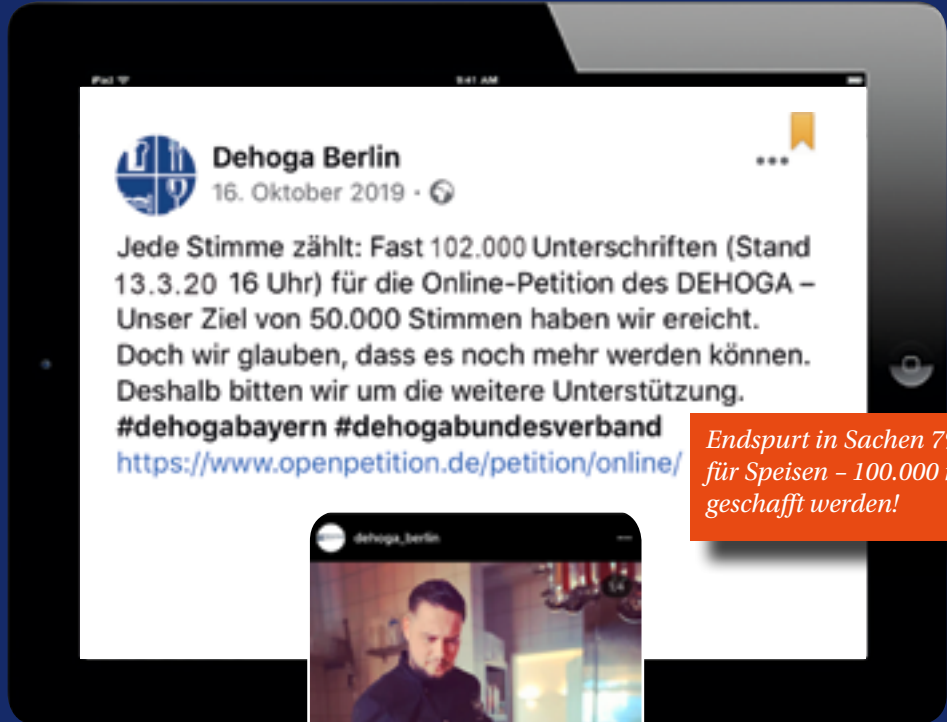 iPad
9:41 AM
Dehoga Berlin
16. Oktober 2019 ·
Jede Stimme zählt: Fast 102.000 Unterschriften (Stand
13.3.20 16 Uhr) für die Online-Petition des DEHOGA –
Unser Ziel von 50.000 Stimmen haben wir ereicht.
Doch wir glauben, dass es noch mehr werden können.
Deshalb bitten wir um die weitere Unterstützung.
#dehogabayern #dehogabundesverband
https://www.openpetition.de/petition/online/
Endspurt in Sachen 7
für Speisen – 100.000
geschafft werden!
dehoga_berlin
1/4